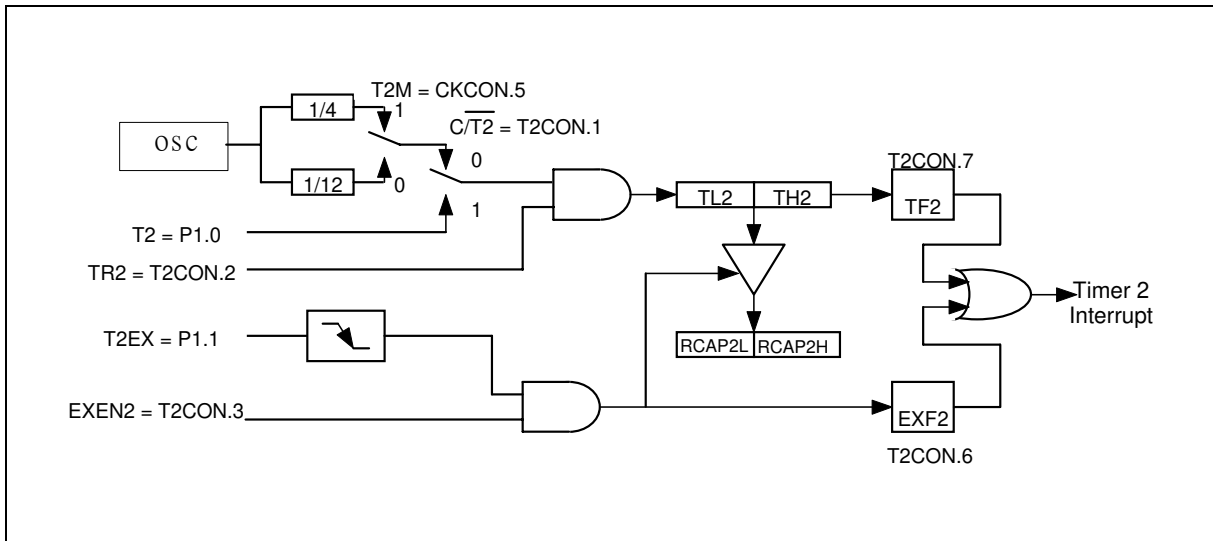 T2M = CKCON.5
1/4
1
C/T2 = T2CON.1
OSC
0
1/12
0
1
T2CON.7
TL2
TH2
TF2
T2 = P1.0
TR2 = T2CON.2
Timer 2
Interrupt
T2EX = P1.1
RCAP2L
RCAP2H
EXEN2 = T2CON.3
EXF2
T2CON.6